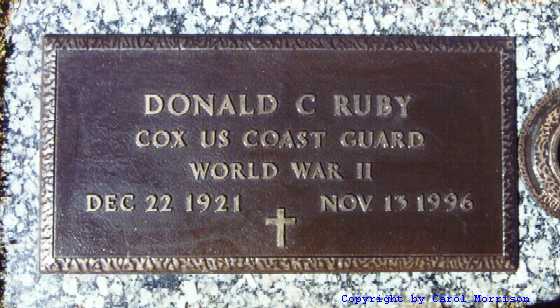 DONALD C RUBY
COX US COAST GUARD
WORLD WAR II
DEC 22 1921 NOV 13 1996
Copyright by Carol Morrison